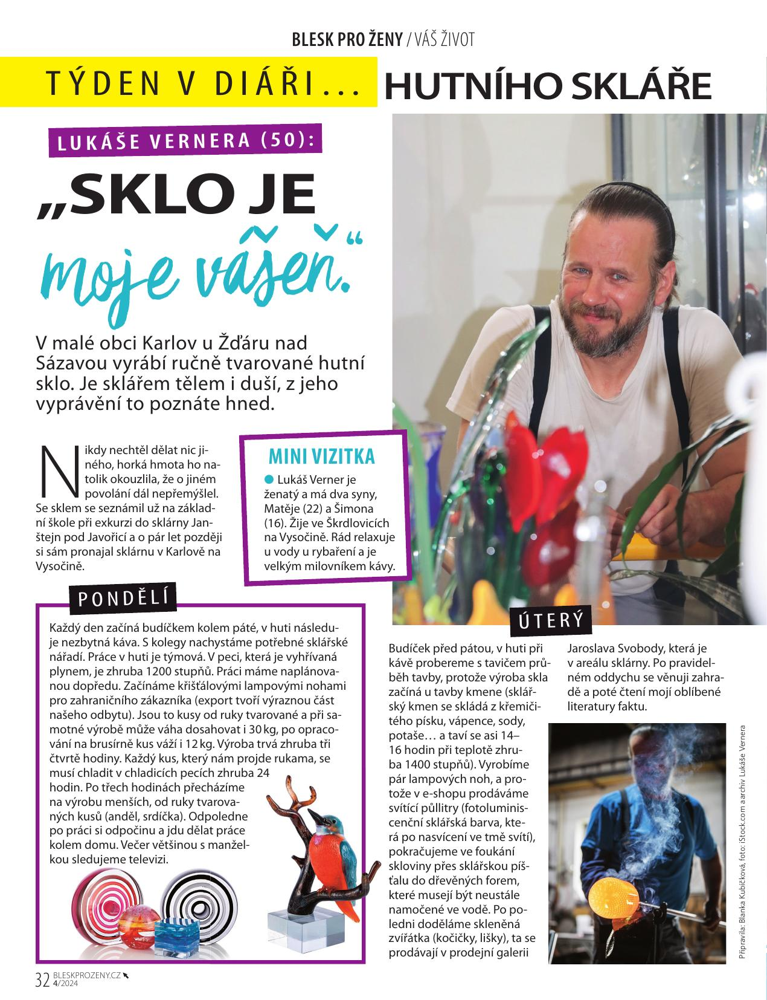 BLESK PRO ŽENY / VÁŠ ŽIVOT
TÝDEN V DIÁŘI... HUTNÍHO SKLÁŘE
LUKÁŠE VERNERA (50):
„SKLO JE
moje vášeň.“
V malé obci Karlov u Žďáru nad
Sázavou vyrábí ručně tvarované hutní
sklo. Je sklářem tělem i duší, z jeho
vyprávění to poznáte hned.
Nikdy nechtěl dělat nic ji-
ného, horká hmota ho na-
tolik okouzlila, že o jiném
povolání dál nepřemýšlel.
Se sklem se seznámil už na základ-
ní škole při exkurzi do sklárny Jan-
štejn pod Javořicí a o pár let později
si sám pronajal sklárnu v Karlově na
Vysočině.
MINI VIZITKA
● Lukáš Verner je
ženatý a má dva syny,
Matěje (22) a Šimona
(16). Žije ve Škrdlovicích
na Vysočině. Rád relaxuje
u vody u rybaření a je
velkým milovníkem kávy.
PONDĚLÍ
Každý den začíná budíčkem kolem páté, v huti následu-
je nezbytná káva. S kolegy nachystáme potřebné sklářské
nářadí. Práce v huti je týmová. V peci, která je vyhřívaná
plynem, je zhruba 1200 stupňů. Práci máme naplánova-
nou dopředu. Začínáme křišťálovými lampovými nohami
pro zahraničního zákazníka (export tvoří výraznou část
našeho odbytu). Jsou to kusy od ruky tvarované a při sa-
motné výrobě může váha dosahovat i 30 kg, po opraco-
vání na brusírně kus váží i 12 kg. Výroba trvá zhruba tři
čtvrtě hodiny. Každý kus, který nám projde rukama, se
musí chladit v chladicích pecích zhruba 24
hodin. Po třech hodinách přecházíme
na výrobu menších, od ruky tvarova-
ných kusů (anděl, srdíčka). Odpoledne
po práci si odpočinu a jdu dělat práce
kolem domu. Večer většinou s manžel-
kou sledujeme televizi.
ÚTERÝ
Budíček před pátou, v huti při
kávě probereme s tavičem prů-
běh tavby, protože výroba skla
začíná u tavby kmene (sklář-
ský kmen se skládá z křemiči-
tého písku, vápence, sody,
potaše… a taví se asi 14–
16 hodin při teplotě zhru-
ba 1400 stupňů). Vyrobíme
pár lampových noh, a pro-
tože v e-shopu prodáváme
svítící půllitry (fotoluminis-
cenční sklářská barva, kte-
rá po nasvícení ve tmě svítí),
pokračujeme ve foukání
skloviny přes sklářskou píš-
ťalu do dřevěných forem,
které musejí být neustále
namočené ve vodě. Po po-
ledni doděláme skleněná
zvířátka (kočičky, lišky), ta se
prodávají v prodejní galerii
Jaroslava Svobody, která je
v areálu sklárny. Po pravidel-
ném oddychu se věnuji zahra-
dě a poté čtení mojí oblíbené
literatury faktu.
Připravila: Blanka Kubíčková, foto: iStock.com a archiv Lukáše Vernera
32 BLESKPROZENY.CZ
4/2024